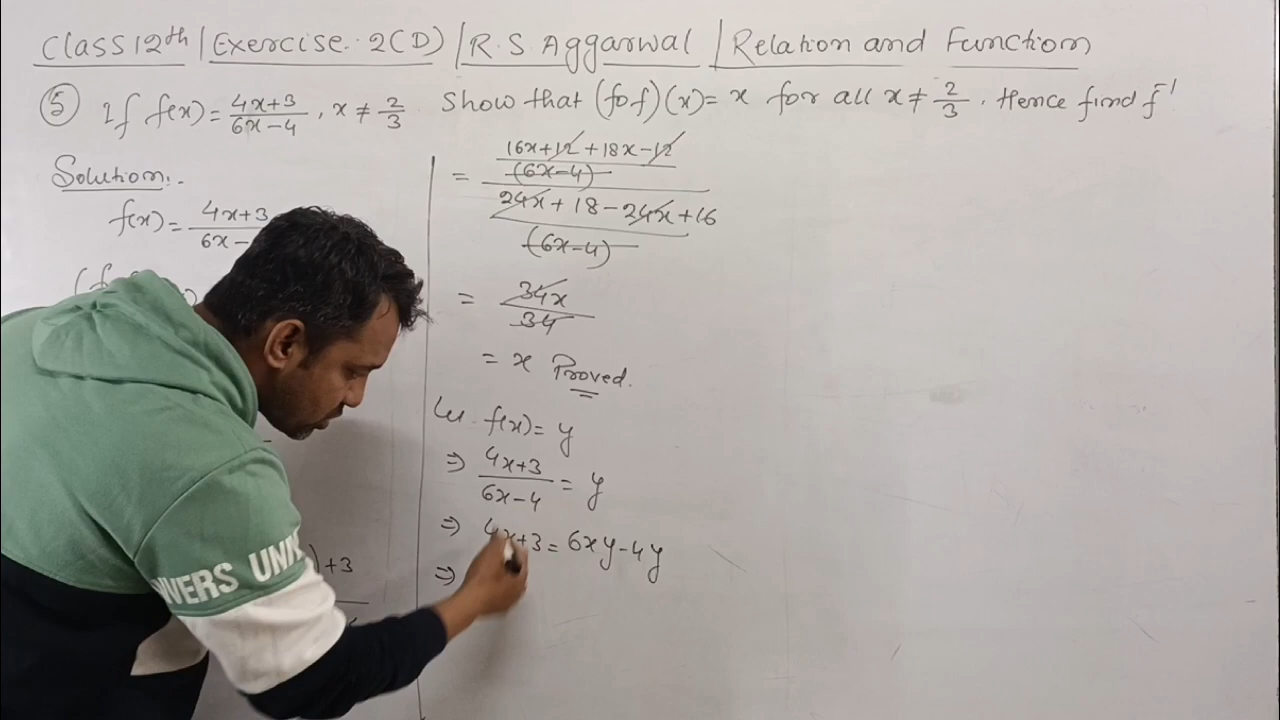 Class 12th | Exercise. 2(D) | R. S. Aggarwal | Relation and Function
⑤ If f(x) = 4x+3/6x-4, x ≠ 2/3. Show that (fof)(x) = x for all x ≠ 2/3. Hence find f⁻¹
Solution:-
f(x) = 4x+3
6x-
)+3
16x+12+18x-12
= (6x-4)
24x+18-24x+16
(6x-4)
= 34x/34
= x Proved.
f(x) = y
⇒ 4x+3/6x-4 = y
⇒ 4x+3 = 6xy-4y
⇒
UNIV
VERS